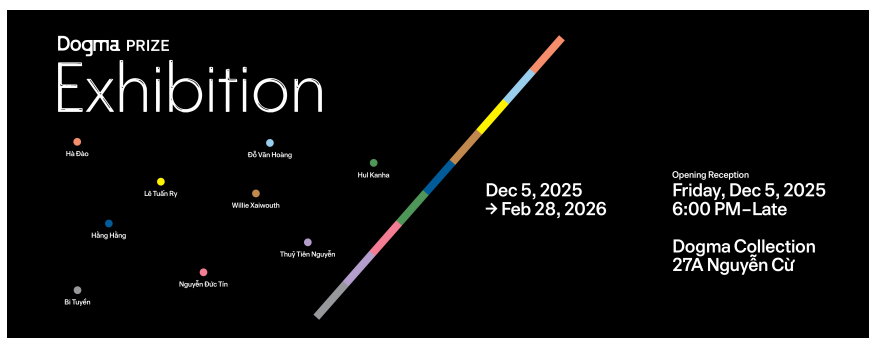 Dogma PRIZE
Exhibition
Hà Đào
Đỗ Văn Hoàng
Hul Kanha
Lê Tuấn Ry
Willie Xaiwouth
Hằng Hằng
Thuỷ Tiên Nguyễn
Nguyễn Đức Tín
Bi Tuyền
Dec 5, 2025
→ Feb 28, 2026
Opening Reception
Friday, Dec 5, 2025
6:00 PM–Late
Dogma Collection
27A Nguyễn Cừ